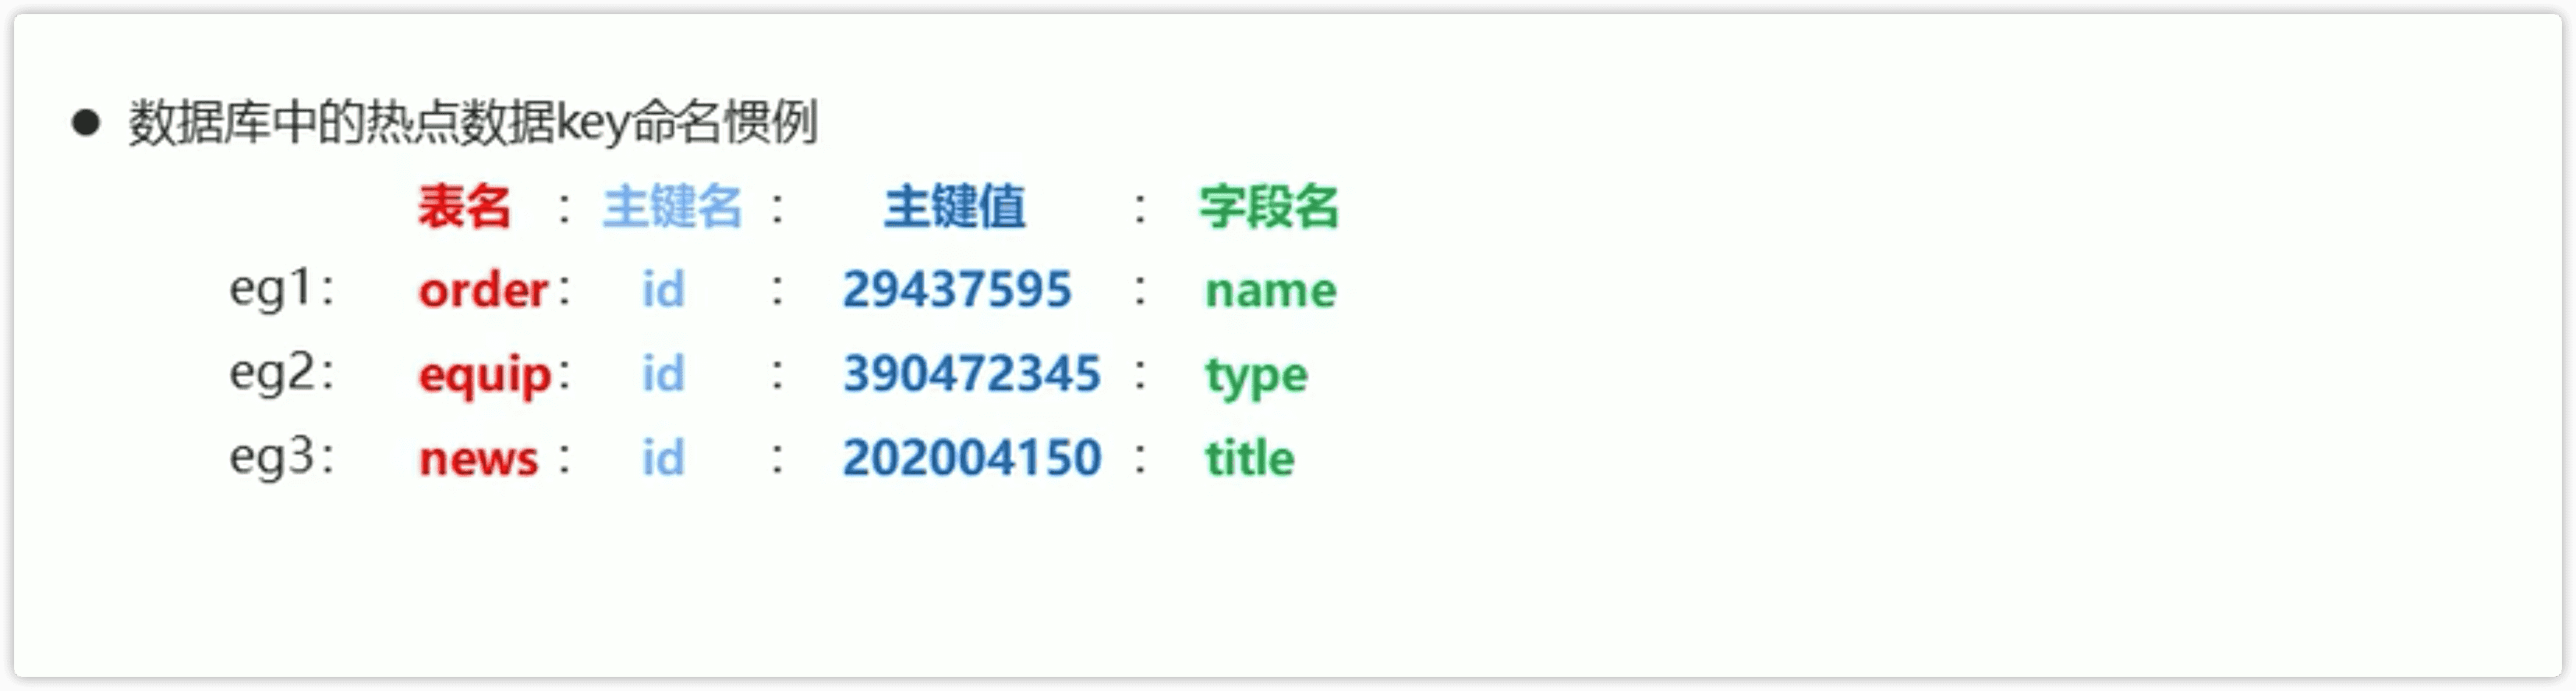 ● 数据库中的热点数据key命名惯例
表名 : 主键名 : 主键值 : 字段名
eg1: order : id : 29437595 : name
eg2: equip : id : 390472345 : type
eg3: news : id : 202004150 : title